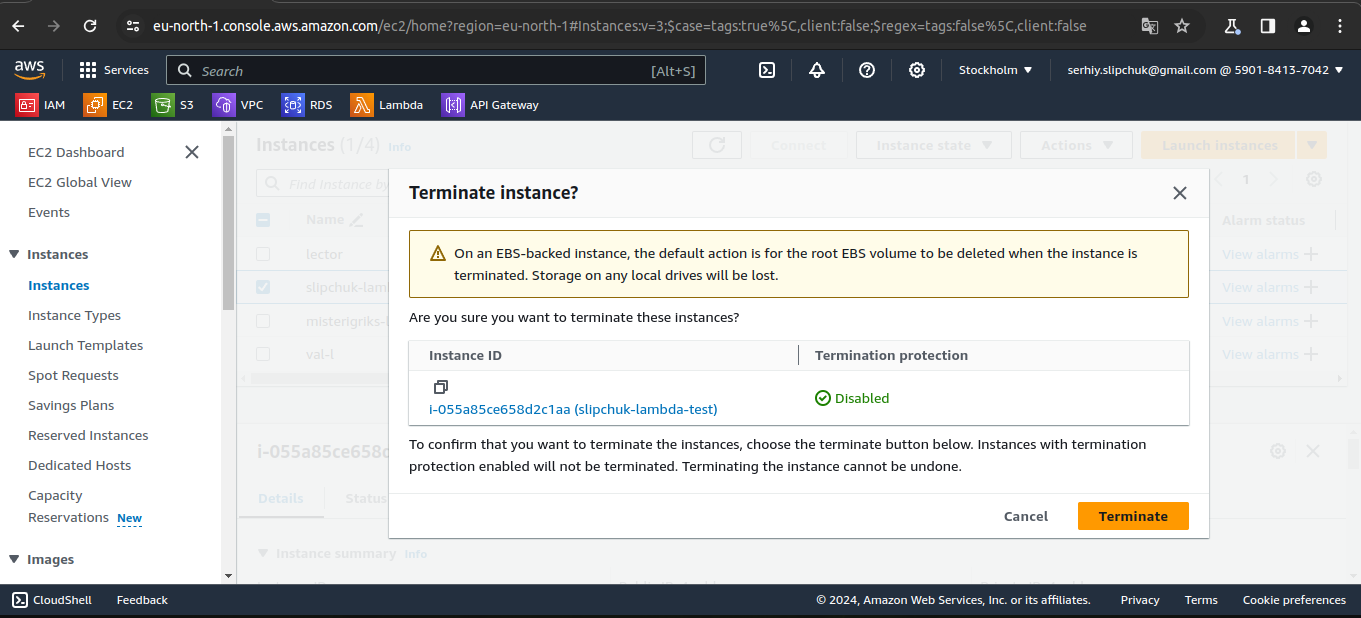 eu-north-1.console.aws.amazon.com/ec2/home?region=eu-north-1#Instances:v=3;$case=tags:true%5C,client:false;$regex=tags:false%5C,client:false
aws Services Search [Alt+S] Stockholm serhiy.slipchuk@gmail.com @ 5901-8413-7042
IAM EC2 S3 VPC RDS Lambda API Gateway
EC2 Dashboard
EC2 Global View
Events
Instances
Instances
Instance Types
Launch Templates
Spot Requests
Savings Plans
Reserved Instances
Dedicated Hosts
Capacity
Reservations New
Images
Instances (1/4) Info Connect Instance state Actions Launch instances
Find Instance by
1
Name Alarm status
lector View alarms
slipchuk-lam View alarms
misterigriks-l View alarms
val-l View alarms
Terminate instance?
On an EBS-backed instance, the default action is for the root EBS volume to be deleted when the instance is
terminated. Storage on any local drives will be lost.
Are you sure you want to terminate these instances?
Instance ID Termination protection
i-055a85ce658d2c1aa (slipchuk-lambda-test) Disabled
To confirm that you want to terminate the instances, choose the terminate button below. Instances with termination
protection enabled will not be terminated. Terminating the instance cannot be undone.
Cancel Terminate
i-055a85ce658d
Details Status
Instance summary Info
CloudShell Feedback © 2024, Amazon Web Services, Inc. or its affiliates. Privacy Terms Cookie preferences